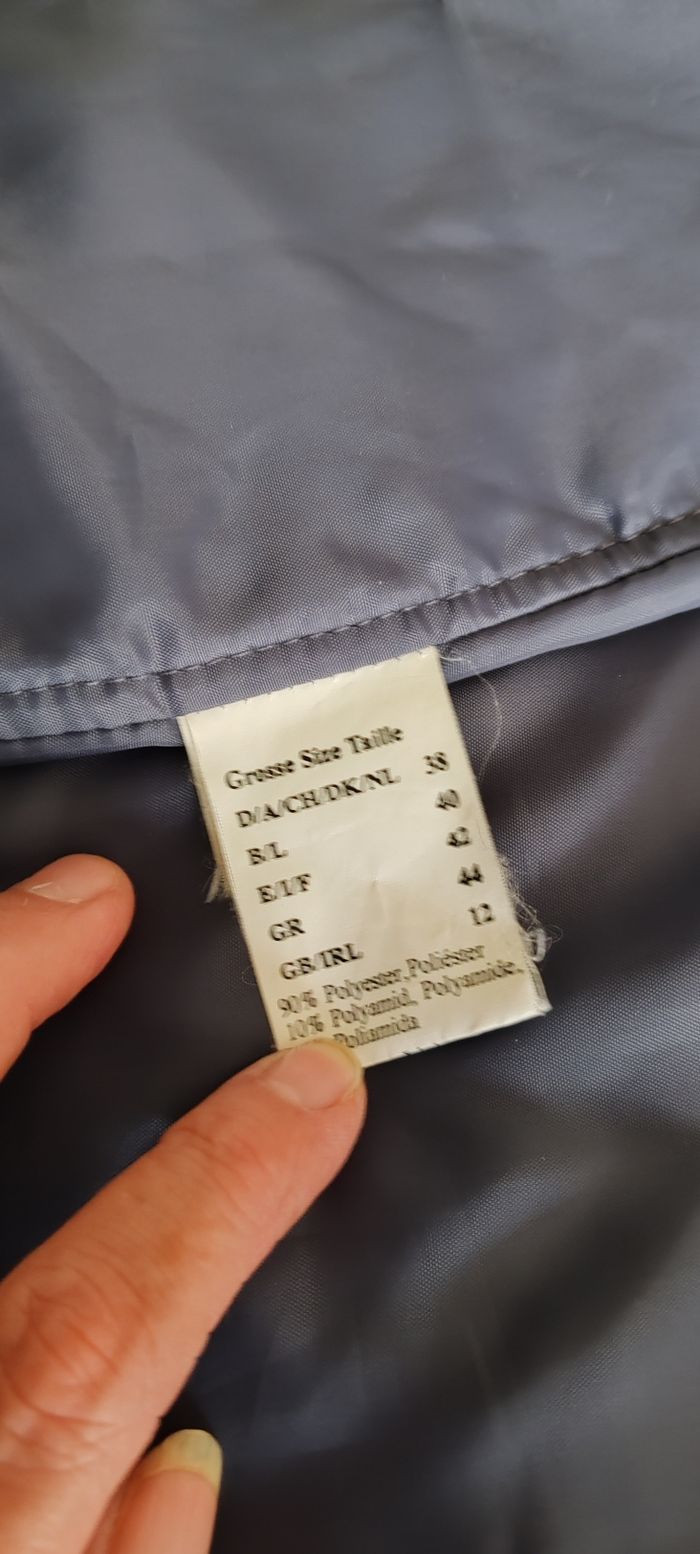 Grosse Size Taille
D/A/CH/DK/NL 38
B/L 40
E/I/F 42
GR 44
GB/IRL 12
90% Polyester,Poliéster
10% Polyamid, Polyamide,
Poliamida